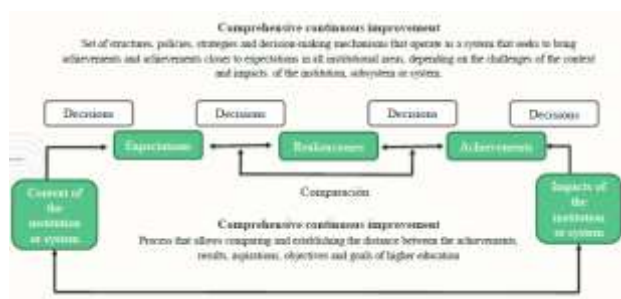 Comprehensive continuous improvement
Set of structures, policies, strategies and decision-making mechanisms that operate as a system that seeks to bring
achievements and achievements closer to expectations in all institutional areas, depending on the challenges of the context
and impacts, of the institution, subsystem or system.
Decisions
Decisions
Decisions
Decisions
Expectations
Achievements
Comparación
Context of
the
institution
or system
Impacts of
the
institution
or system
Comprehensive continuous improvement
Process that allows comparing and establishing the distance between the achievements,
results, aspirations, objectives and goals of higher education